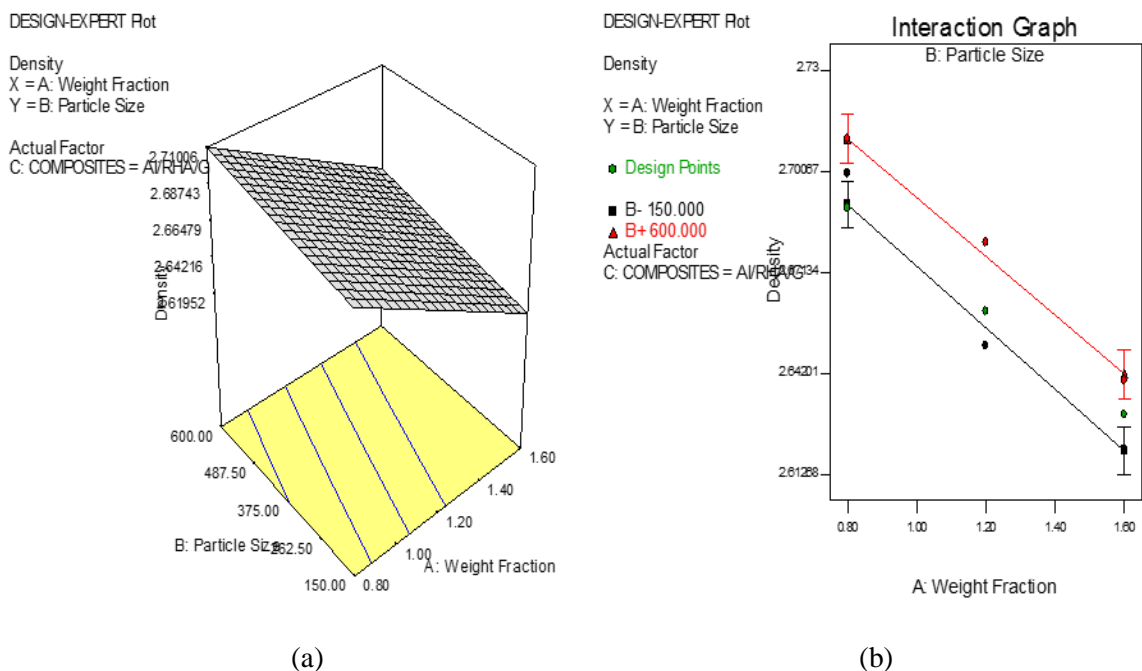 DESIGN-EXPERT Plot
Density
X = A: Weight Fraction
Y = B: Particle Size
Actual Factor
C: COMPOSITES = Al/RHA/G
2.71006
2.68743
2.66479
2.64216
2.61952
Density
600.00
487.50
375.00
262.50
150.00
B: Particle Size
1.60
1.40
1.20
1.00
0.80
A: Weight Fraction
(a)
DESIGN-EXPERT Plot
Density
X = A: Weight Fraction
Y = B: Particle Size
Design Points
B- 150.000
B+ 600.000
Actual Factor
C: COMPOSITES = Al/RHA/G
Interaction Graph
B: Particle Size
2.73
2.70067
2.67134
2.64201
2.61268
Density
0.80
1.00
1.20
1.40
1.60
A: Weight Fraction
(b)